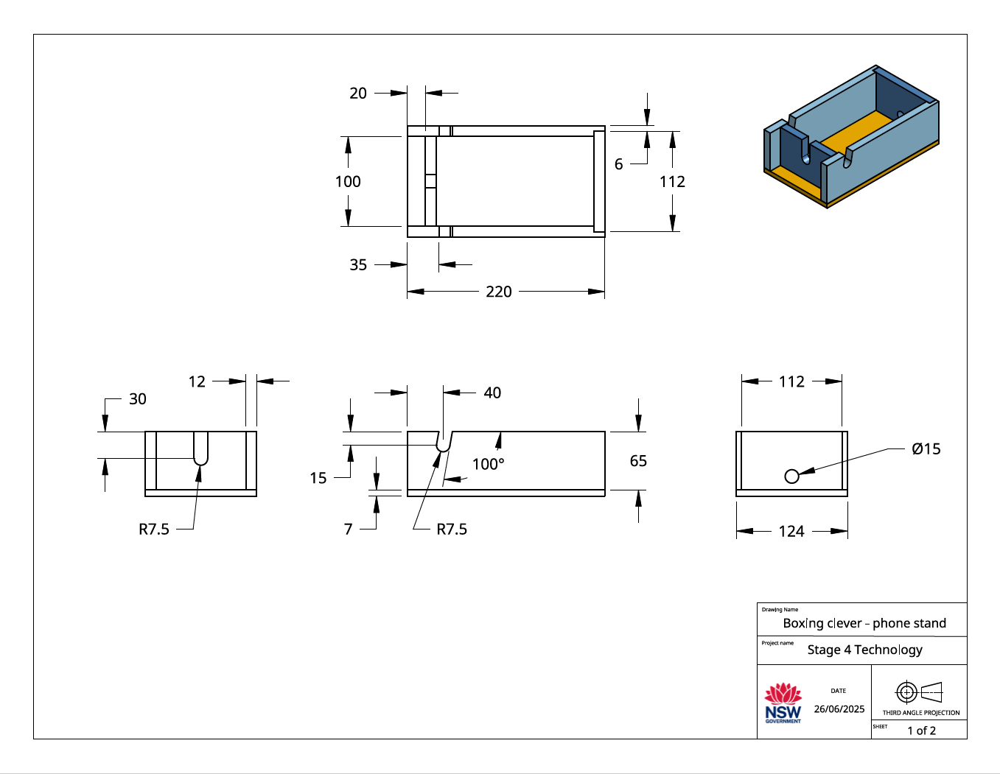 20
6
100
112
35
220
12
30
40
112
15
100°
65
Ø15
R7.5
7
R7.5
124
Drawing Name
Boxing clever - phone stand
Project name
Stage 4 Technology
NSW
GOVERNMENT
DATE
26/06/2025
THIRD ANGLE PROJECTION
SHEET
1 of 2